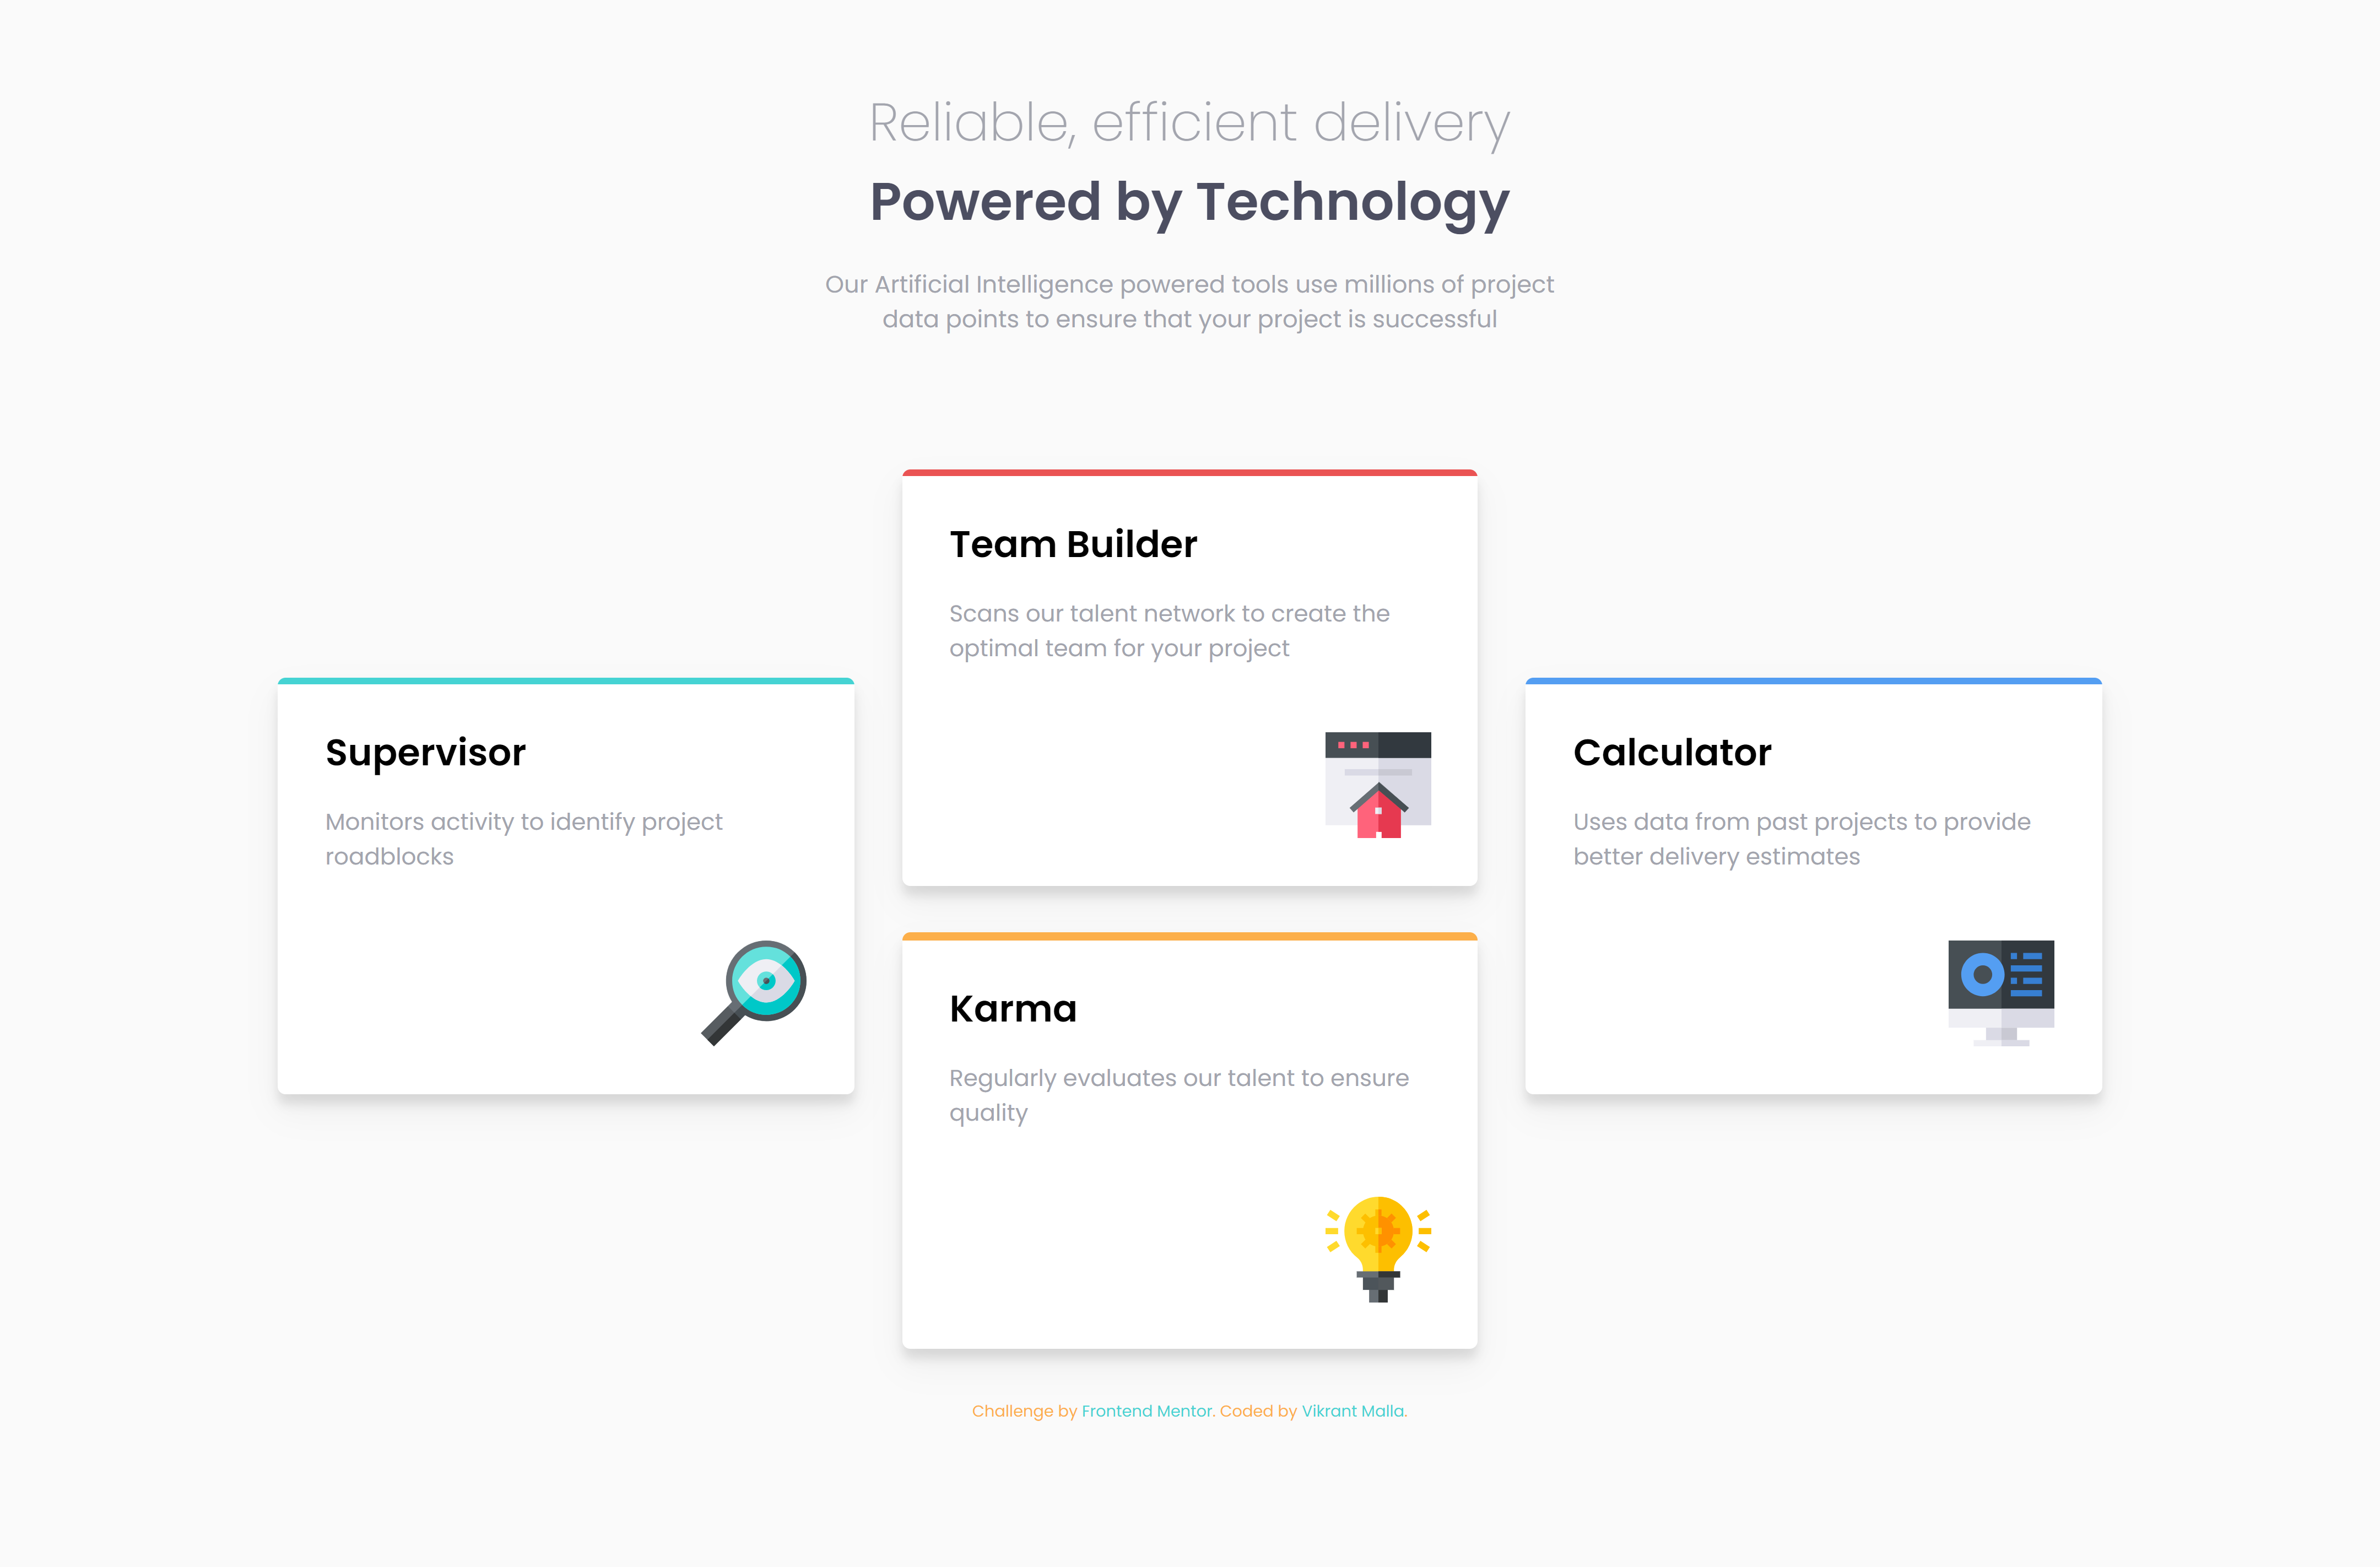 Reliable, efficient delivery
Powered by Technology
Our Artificial Intelligence powered tools use millions of project
data points to ensure that your project is successful
Supervisor
Monitors activity to identify project
roadblocks
Team Builder
Scans our talent network to create the
optimal team for your project
Karma
Regularly evaluates our talent to ensure
quality
Calculator
Uses data from past projects to provide
better delivery estimates
Challenge by Frontend Mentor. Coded by Vikrant Malla.